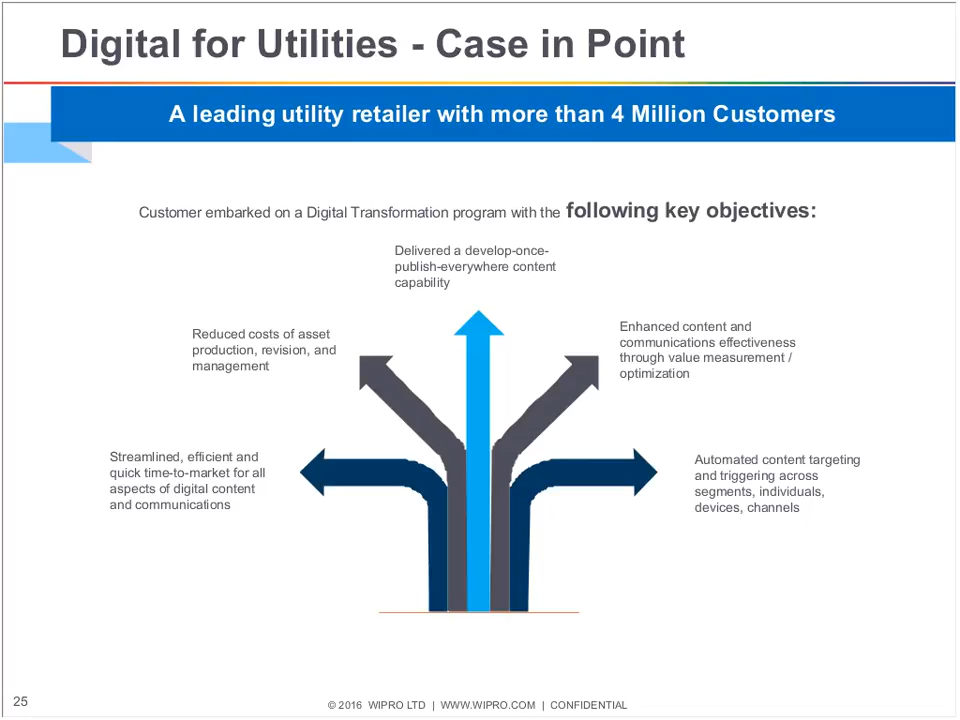 Digital for Utilities - Case in Point
A leading utility retailer with more than 4 Million Customers
Customer embarked on a Digital Transformation program with the following key objectives:
Delivered a develop-once-
publish-everywhere content
capability
Reduced costs of asset
production, revision, and
management
Enhanced content and
communications effectiveness
through value measurement /
optimization
Streamlined, efficient and
quick time-to-market for all
aspects of digital content
and communications
Automated content targeting
and triggering across
segments, individuals,
devices, channels
25
© 2016 WIPRO LTD | WWW.WIPRO.COM | CONFIDENTIAL